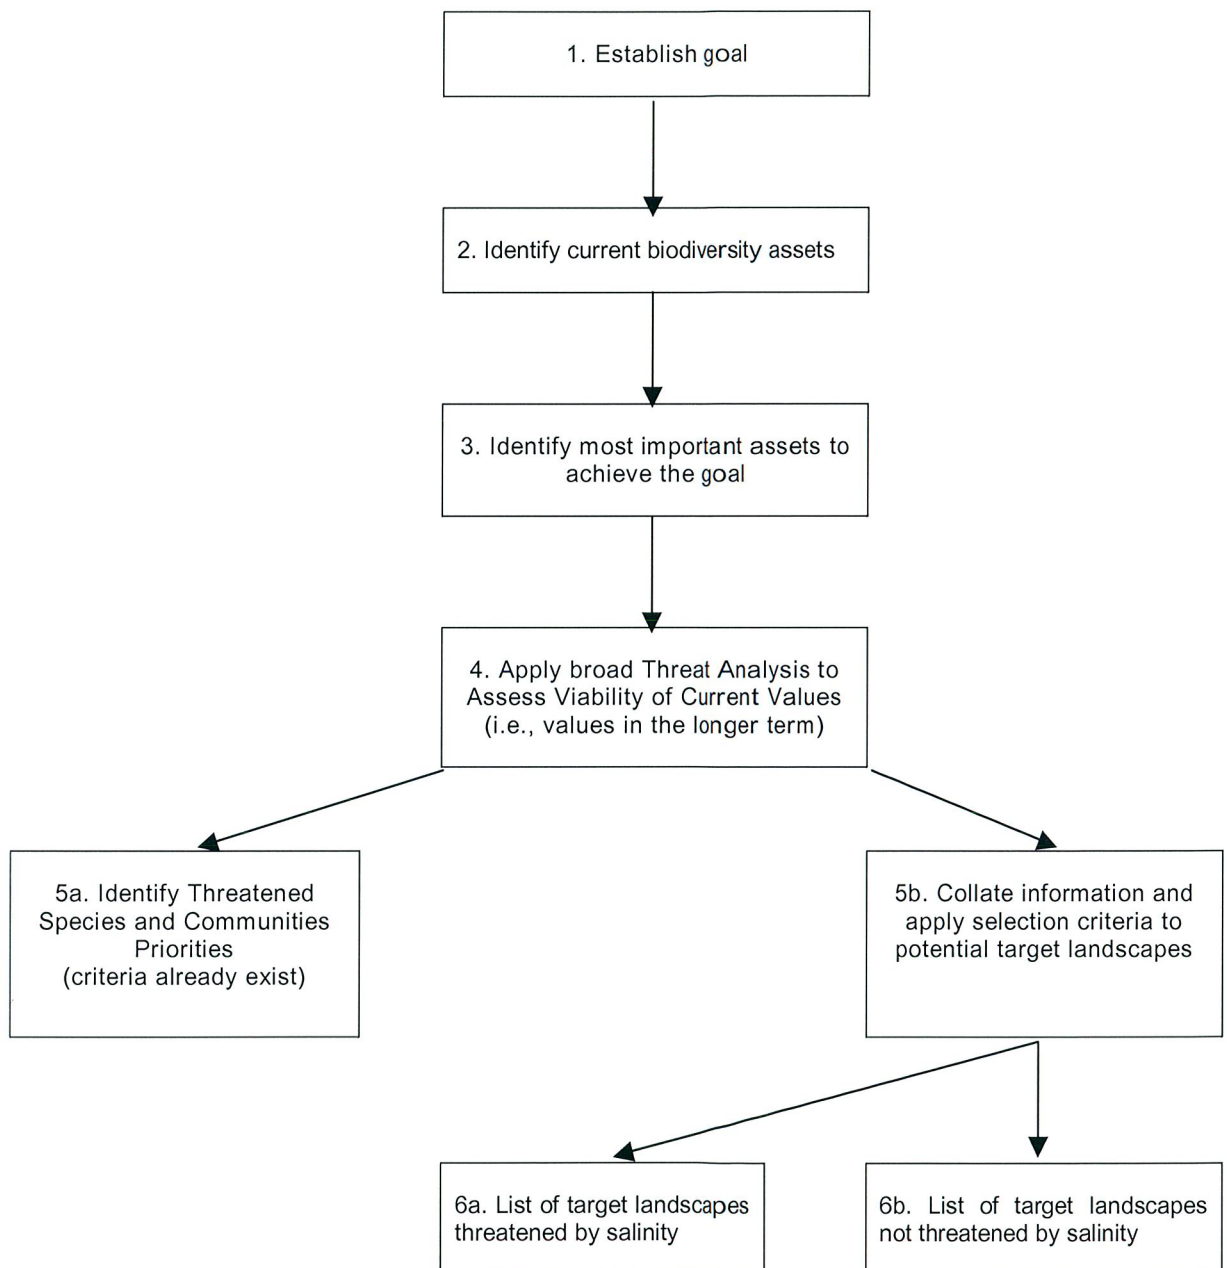 1. Establish goal
2. Identify current biodiversity assets
3. Identify most important assets to
achieve the goal
4. Apply broad Threat Analysis to
Assess Viability of Current Values
(i.e., values in the longer term)
5a. Identify Threatened
Species and Communities
Priorities
(criteria already exist)
5b. Collate information and
apply selection criteria to
potential target landscapes
6a. List of target landscapes
threatened by salinity
6b. List of target landscapes
not threatened by salinity